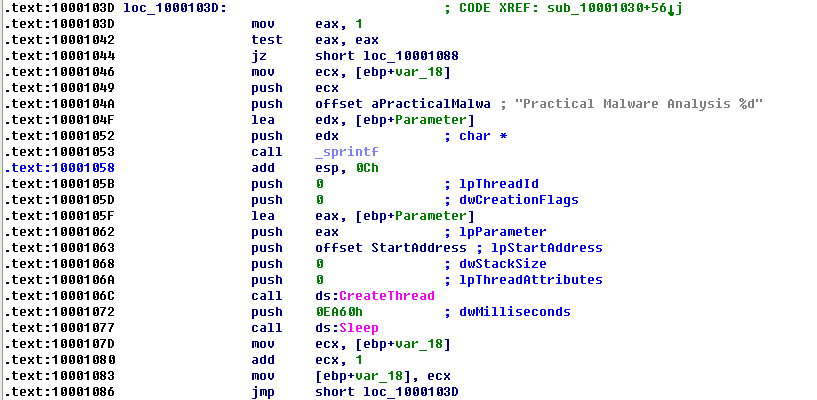 .text:1000103D loc_1000103D: ; CODE XREF: sub_10001030+56↓j
.text:1000103D mov eax, 1
.text:10001042 test eax, eax
.text:10001044 jz short loc_10001088
.text:10001046 mov ecx, [ebp+var_18]
.text:10001049 push ecx
.text:1000104A push offset aPracticalMalwa ; "Practical Malware Analysis %d"
.text:1000104F lea edx, [ebp+Parameter]
.text:10001052 push edx ; char *
.text:10001053 call _sprintf
.text:10001058 add esp, 0Ch
.text:1000105B push 0 ; lpThreadId
.text:1000105D push 0 ; dwCreationFlags
.text:1000105F lea eax, [ebp+Parameter]
.text:10001062 push eax ; lpParameter
.text:10001063 push offset StartAddress ; lpStartAddress
.text:10001068 push 0 ; dwStackSize
.text:1000106A push 0 ; lpThreadAttributes
.text:1000106C call ds:CreateThread
.text:10001072 push 0EA60h ; dwMilliseconds
.text:10001077 call ds:Sleep
.text:1000107D mov ecx, [ebp+var_18]
.text:10001080 add ecx, 1
.text:10001083 mov [ebp+var_18], ecx
.text:10001086 jmp short loc_1000103D